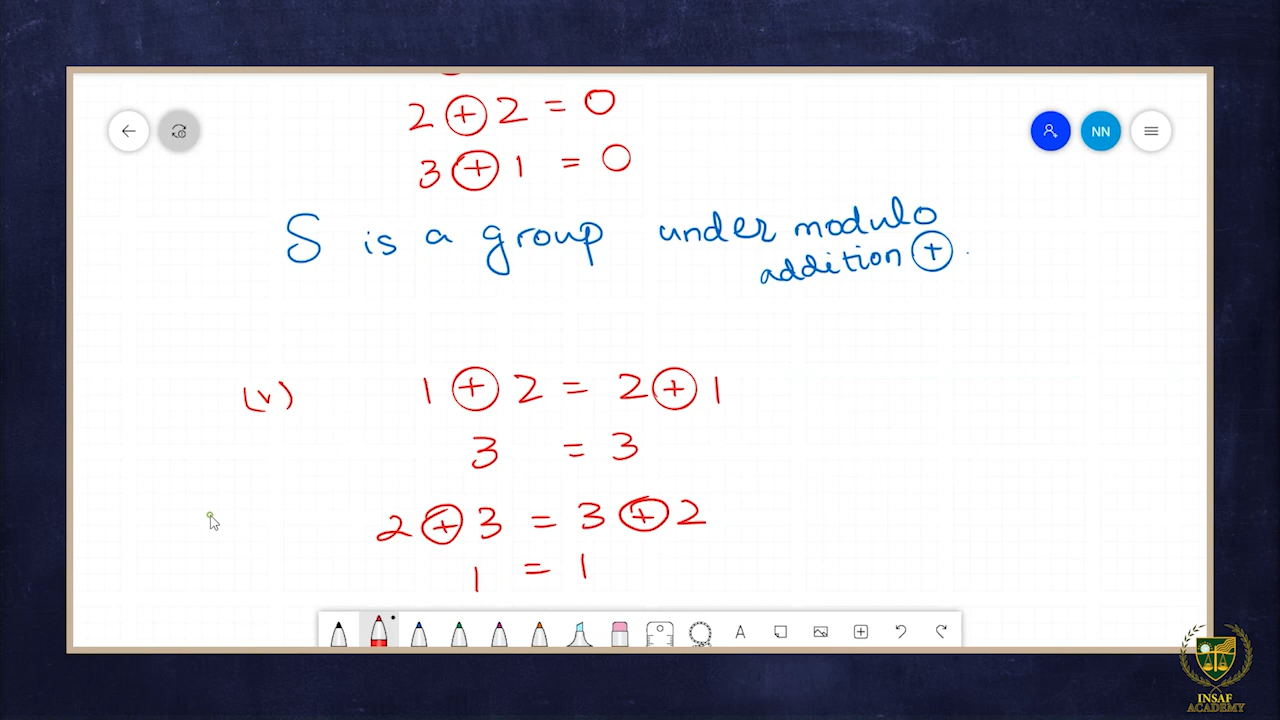 2 ⊕ 2 = 0
3 ⊕ 1 = 0
NN
S is a group under modulo
addition ⊕.
(v) 1 ⊕ 2 = 2 ⊕ 1
3 = 3
2 ⊕ 3 = 3 ⊕ 2
1 = 1
A
INSAF
ACADEMY